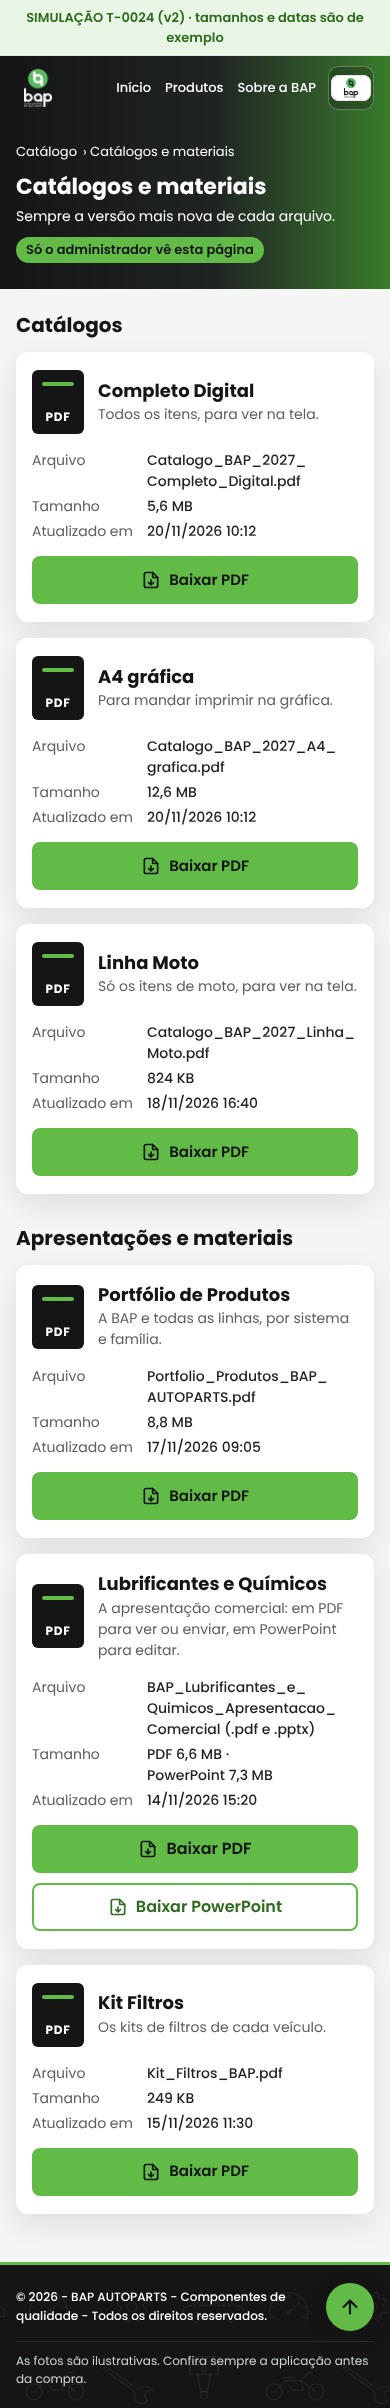 SIMULAÇÃO T-0024 (v2) · tamanhos e datas são de
exemplo
bap
Início Produtos Sobre a BAP
bap
Catálogo › Catálogos e materiais
Catálogos e materiais
Sempre a versão mais nova de cada arquivo.
Só o administrador vê esta página
Catálogos
PDF
Completo Digital
Todos os itens, para ver na tela.
Arquivo Catalogo_BAP_2027_
Completo_Digital.pdf
Tamanho 5,6 MB
Atualizado em 20/11/2026 10:12
Baixar PDF
PDF
A4 gráfica
Para mandar imprimir na gráfica.
Arquivo Catalogo_BAP_2027_A4_
grafica.pdf
Tamanho 12,6 MB
Atualizado em 20/11/2026 10:12
Baixar PDF
PDF
Linha Moto
Só os itens de moto, para ver na tela.
Arquivo Catalogo_BAP_2027_Linha_
Moto.pdf
Tamanho 824 KB
Atualizado em 18/11/2026 16:40
Baixar PDF
Apresentações e materiais
PDF
Portfólio de Produtos
A BAP e todas as linhas, por sistema
e família.
Arquivo Portfolio_Produtos_BAP_
AUTOPARTS.pdf
Tamanho 8,8 MB
Atualizado em 17/11/2026 09:05
Baixar PDF
PDF
Lubrificantes e Químicos
A apresentação comercial: em PDF
para ver ou enviar, em PowerPoint
para editar.
Arquivo BAP_Lubrificantes_e_
Quimicos_Apresentacao_
Comercial (.pdf e .pptx)
Tamanho PDF 6,6 MB ·
PowerPoint 7,3 MB
Atualizado em 14/11/2026 15:20
Baixar PDF
Baixar PowerPoint
PDF
Kit Filtros
Os kits de filtros de cada veículo.
Arquivo Kit_Filtros_BAP.pdf
Tamanho 249 KB
Atualizado em 15/11/2026 11:30
Baixar PDF
© 2026 - BAP AUTOPARTS - Componentes de
qualidade - Todos os direitos reservados.
As fotos são ilustrativas. Confira sempre a aplicação antes
da compra.